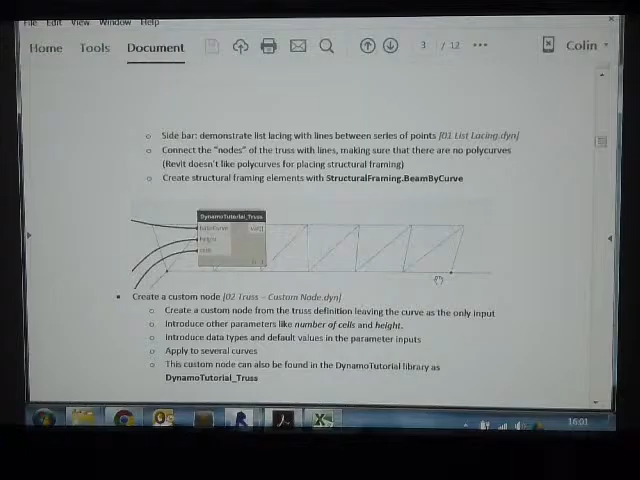 File Edit View Window Help
Home Tools Document 3 / 12 Colin
Side bar: demonstrate list lacing with lines between series of points [01 List Lacing.dyn]
Connect the "nodes" of the truss with lines, making sure that there are no polycurves
(Revit doesn't like polycurves for placing structural framing)
Create structural framing elements with StructuralFraming.BeamByCurve
DynamoTutorial_Truss
baseCurve
height
Create a custom node [02 Truss – Custom Node.dyn]
Create a custom node from the truss definition leaving the curve as the only input
Introduce other parameters like number of cells and height.
Introduce data types and default values in the parameter inputs
Apply to several curves
This custom node can also be found in the DynamoTutorial library as
DynamoTutorial_Truss
16:01